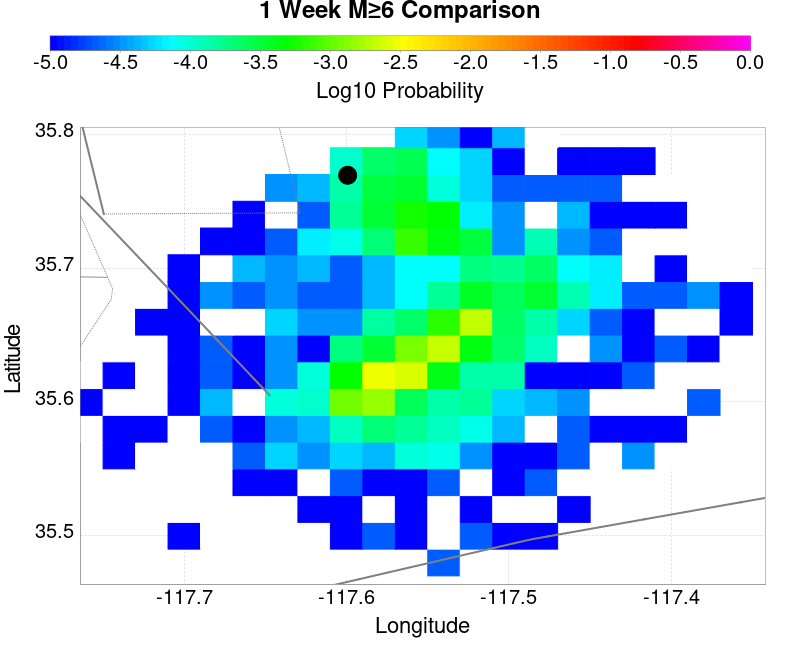 1 Week M≥6 Comparison
-5.0 -4.5 -4.0 -3.5 -3.0 -2.5 -2.0 -1.5 -1.0 -0.5 0.0
Log10 Probability
35.8
35.7
35.6
35.5
Latitude
-117.7 -117.6 -117.5 -117.4
Longitude